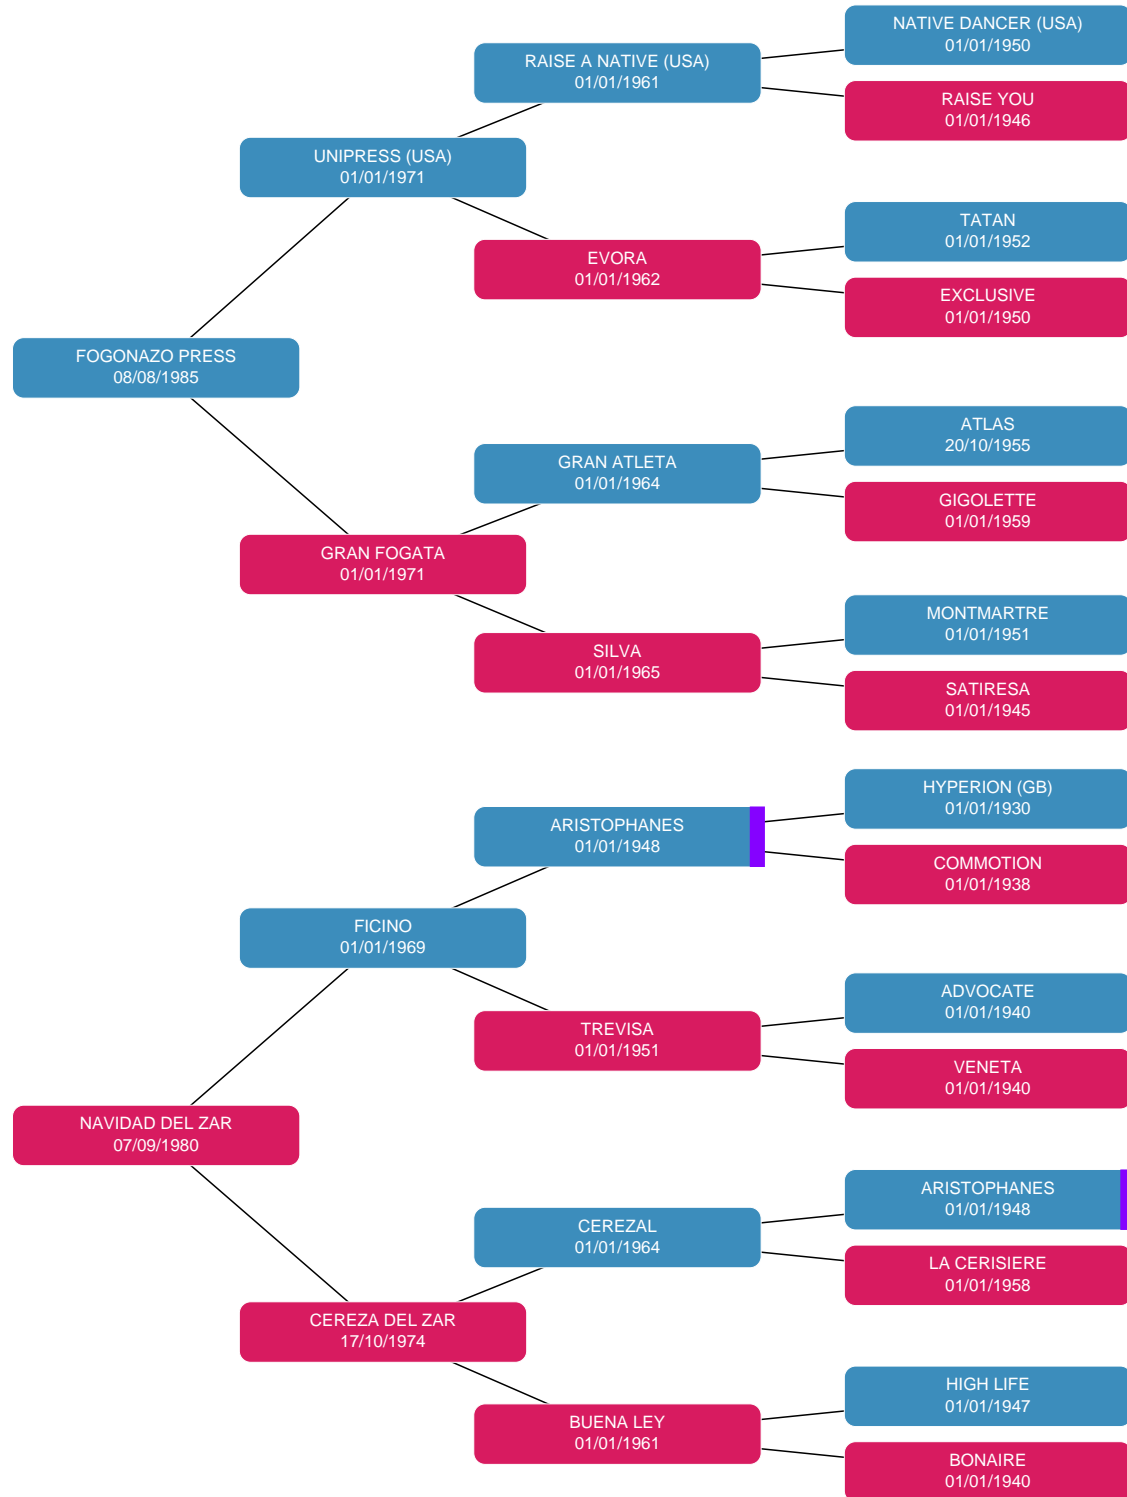 NATIVE DANCER (USA)
01/01/1950
RAISE A NATIVE (USA)
01/01/1961
RAISE YOU
01/01/1946
UNIPRESS (USA)
01/01/1971
TATAN
01/01/1952
EVORA
01/01/1962
EXCLUSIVE
01/01/1950
FOGONAZO PRESS
08/08/1985
ATLAS
20/10/1955
GRAN ATLETA
01/01/1964
GIGOLETTE
01/01/1959
GRAN FOGATA
01/01/1971
MONTMARTRE
01/01/1951
SILVA
01/01/1965
SATIRESA
01/01/1945
HYPERION (GB)
01/01/1930
ARISTOPHANES
01/01/1948
COMMOTION
01/01/1938
FICINO
01/01/1969
ADVOCATE
01/01/1940
TREVISA
01/01/1951
VENETA
01/01/1940
NAVIDAD DEL ZAR
07/09/1980
ARISTOPHANES
01/01/1948
CEREZAL
01/01/1964
LA CERISIERE
01/01/1958
CEREZA DEL ZAR
17/10/1974
HIGH LIFE
01/01/1947
BUENA LEY
01/01/1961
BONAIRE
01/01/1940